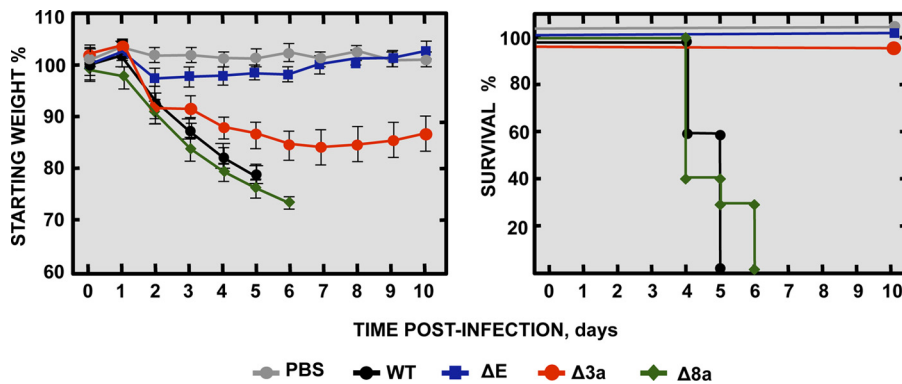 STARTING WEIGHT %
110
100
90
80
70
60
0 1 2 3 4 5 6 7 8 9 10
SURVIVAL %
100
80
60
40
20
0 1 2 3 4 5 6 7 8 9 10
TIME POST-INFECTION, days
PBS WT ΔE Δ3a Δ8a